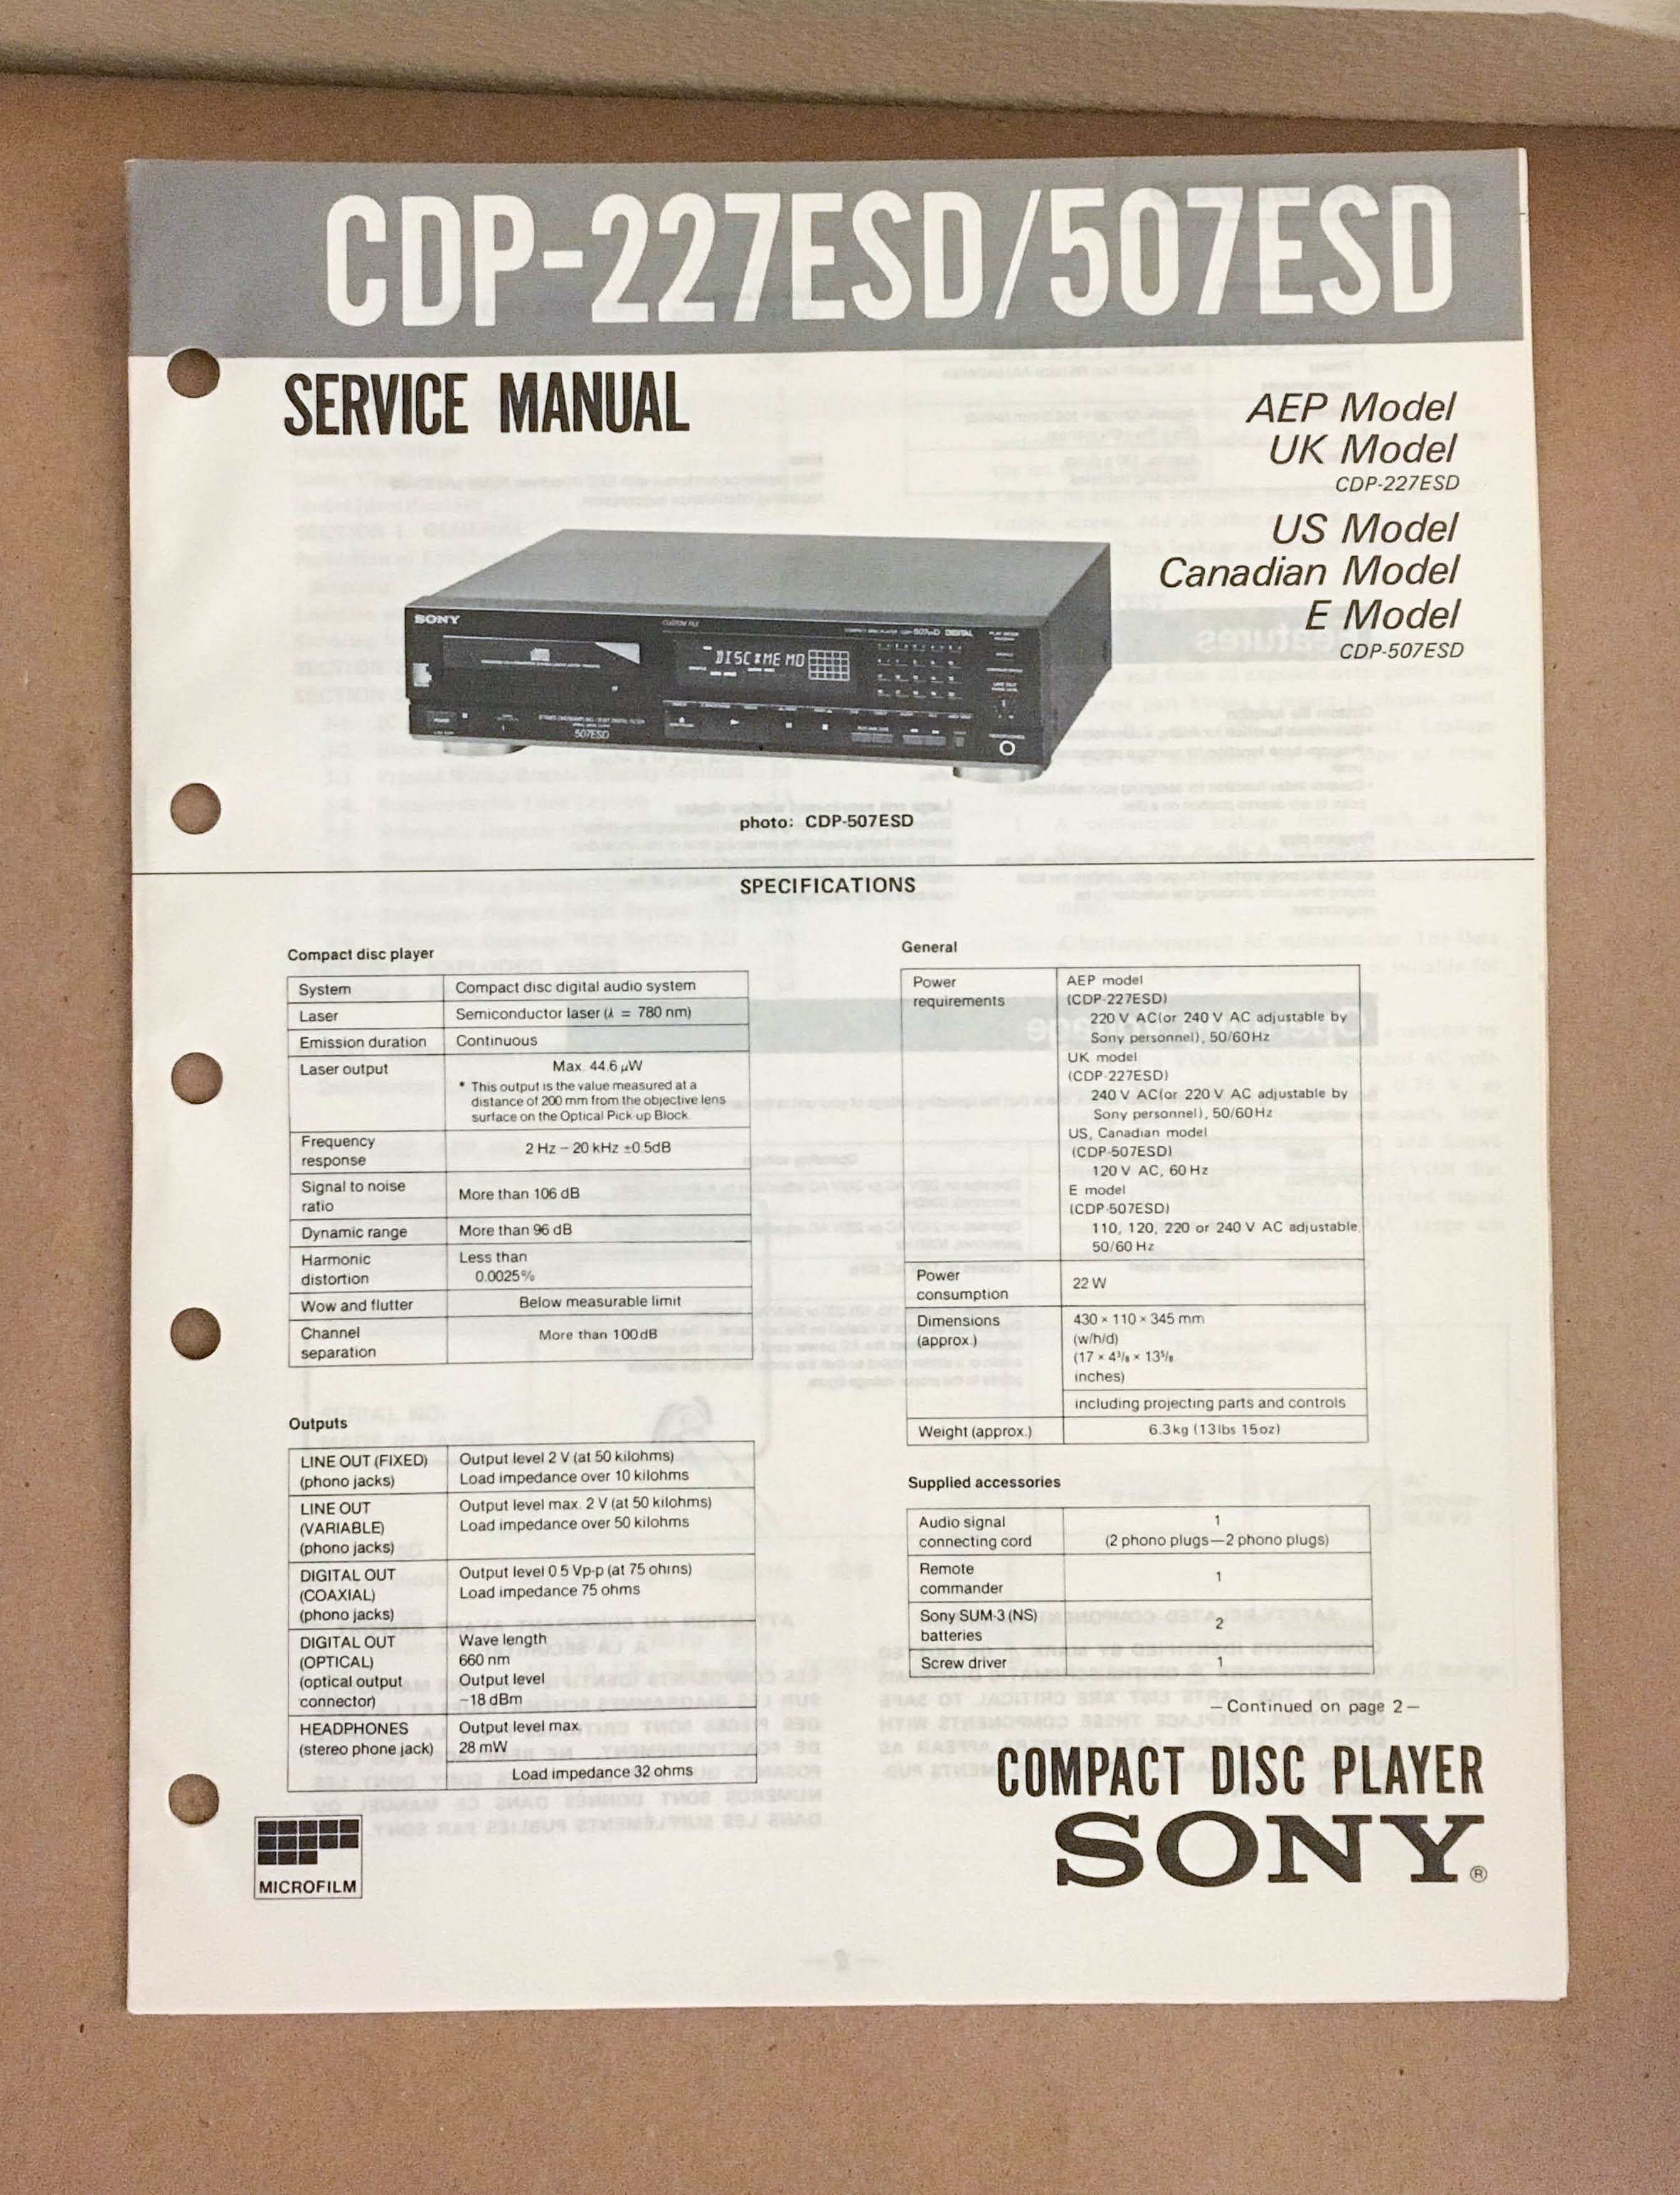 CDP-227ESD/507ESD
SERVICE MANUAL
AEP Model
UK Model
CDP-227ESD
US Model
Canadian Model
E Model
CDP-507ESD
SONY
CUSTOM FILE
DISC
MEMO
507ESD
DIGITAL
photo: CDP-507ESD
SPECIFICATIONS
Compact disc player
System Compact disc digital audio system
Laser Semiconductor laser (λ = 780 nm)
Emission duration Continuous
Laser output Max. 44.6 μW
* This output is the value measured at a
distance of 200 mm from the objective lens
surface on the Optical Pick-up Block.
Frequency
response 2 Hz – 20 kHz ±0.5dB
Signal to noise
ratio More than 106 dB
Dynamic range More than 96 dB
Harmonic
distortion Less than
0.0025%
Wow and flutter Below measurable limit
Channel
separation More than 100dB
Outputs
LINE OUT (FIXED) Output level 2 V (at 50 kilohms)
(phono jacks) Load impedance over 10 kilohms
LINE OUT Output level max. 2 V (at 50 kilohms)
(VARIABLE) Load impedance over 50 kilohms
(phono jacks)
DIGITAL OUT Output level 0.5 Vp-p (at 75 ohms)
(COAXIAL) Load impedance 75 ohms
(phono jacks)
DIGITAL OUT Wave length
(OPTICAL) 660 nm
(optical output Output level
connector) −18 dBm
HEADPHONES Output level max.
(stereo phone jack) 28 mW
Load impedance 32 ohms
General
Power AEP model
requirements (CDP-227ESD)
220 V AC(or 240 V AC adjustable by
Sony personnel), 50/60Hz
UK model
(CDP-227ESD)
240 V AC(or 220 V AC adjustable by
Sony personnel), 50/60Hz
US, Canadian model
(CDP-507ESD)
120 V AC, 60 Hz
E model
(CDP-507ESD)
110, 120, 220 or 240 V AC adjustable,
50/60 Hz
Power
consumption 22 W
Dimensions 430 × 110 × 345 mm
(approx.) (w/h/d)
(17 × 4³/₈ × 13⁵/₈
inches)
including projecting parts and controls
Weight (approx.) 6.3 kg (13 lbs 15 oz)
Supplied accessories
Audio signal 1
connecting cord (2 phono plugs—2 phono plugs)
Remote
commander 1
Sony SUM-3 (NS)
batteries 2
Screw driver 1
– Continued on page 2 –
COMPACT DISC PLAYER
SONY®
MICROFILM